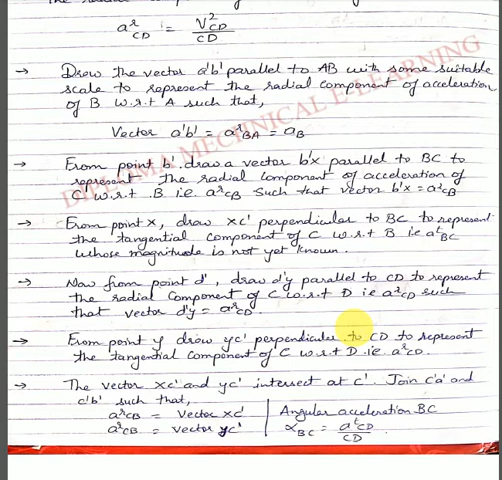 a^r_CD = V²_CD / CD
→ Draw the vector a'b' parallel to AB with some suitable
scale to represent the radial component of acceleration
of B w.r.t A such that,
Vector a'b' = a^r_BA = a_B
→ From point b' draw a vector b'x parallel to BC to
represent the radial component of acceleration of
C w.r.t. B i.e. a^r_CB such that vector b'x = a^r_CB
→ From point x, draw xc' perpendicular to BC to represent
the tangential component of C w.r.t B i.e a^t_BC
whose magnitude is not yet known.
→ Now from point d', draw d'y parallel to CD to represent
the radial component of C w.r.t D i.e a^r_CD such
that vector d'y = a^r_CD.
→ From point y draw yc' perpendicular to CD to represent
the tangential component of C w.r.t D. i.e. a^r_CD.
→ The vector xc' and yc' intersect at c'. Join c'a' and
c'b' such that,
a^r_CB = Vector xc' | Angular acceleration BC
a^r_CB = vector yc' | α_BC = a^t_CD / CD
MECHANICAL E-LEARNING